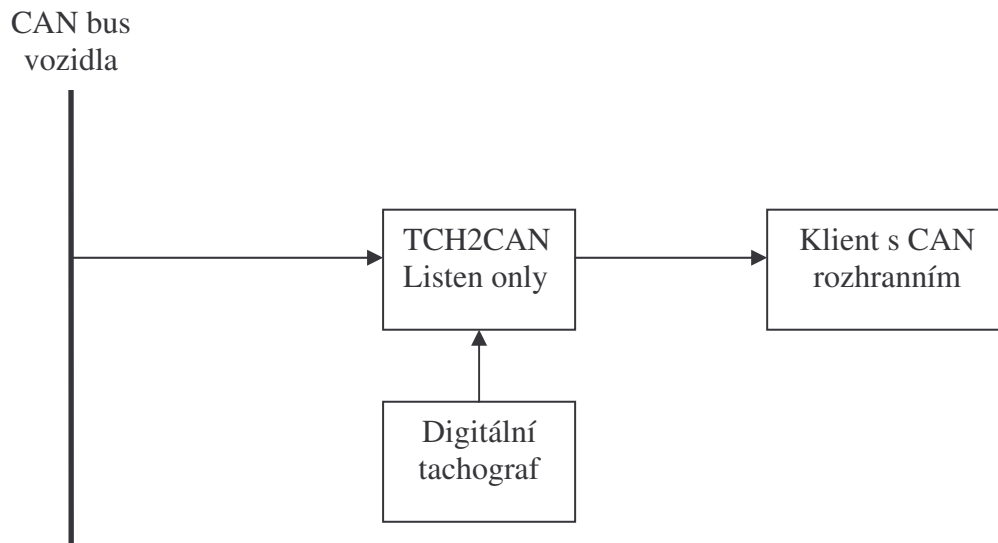 CAN bus
vozidla
TCH2CAN
Listen only
Klient s CAN
rozhranním
Digitální
tachograf